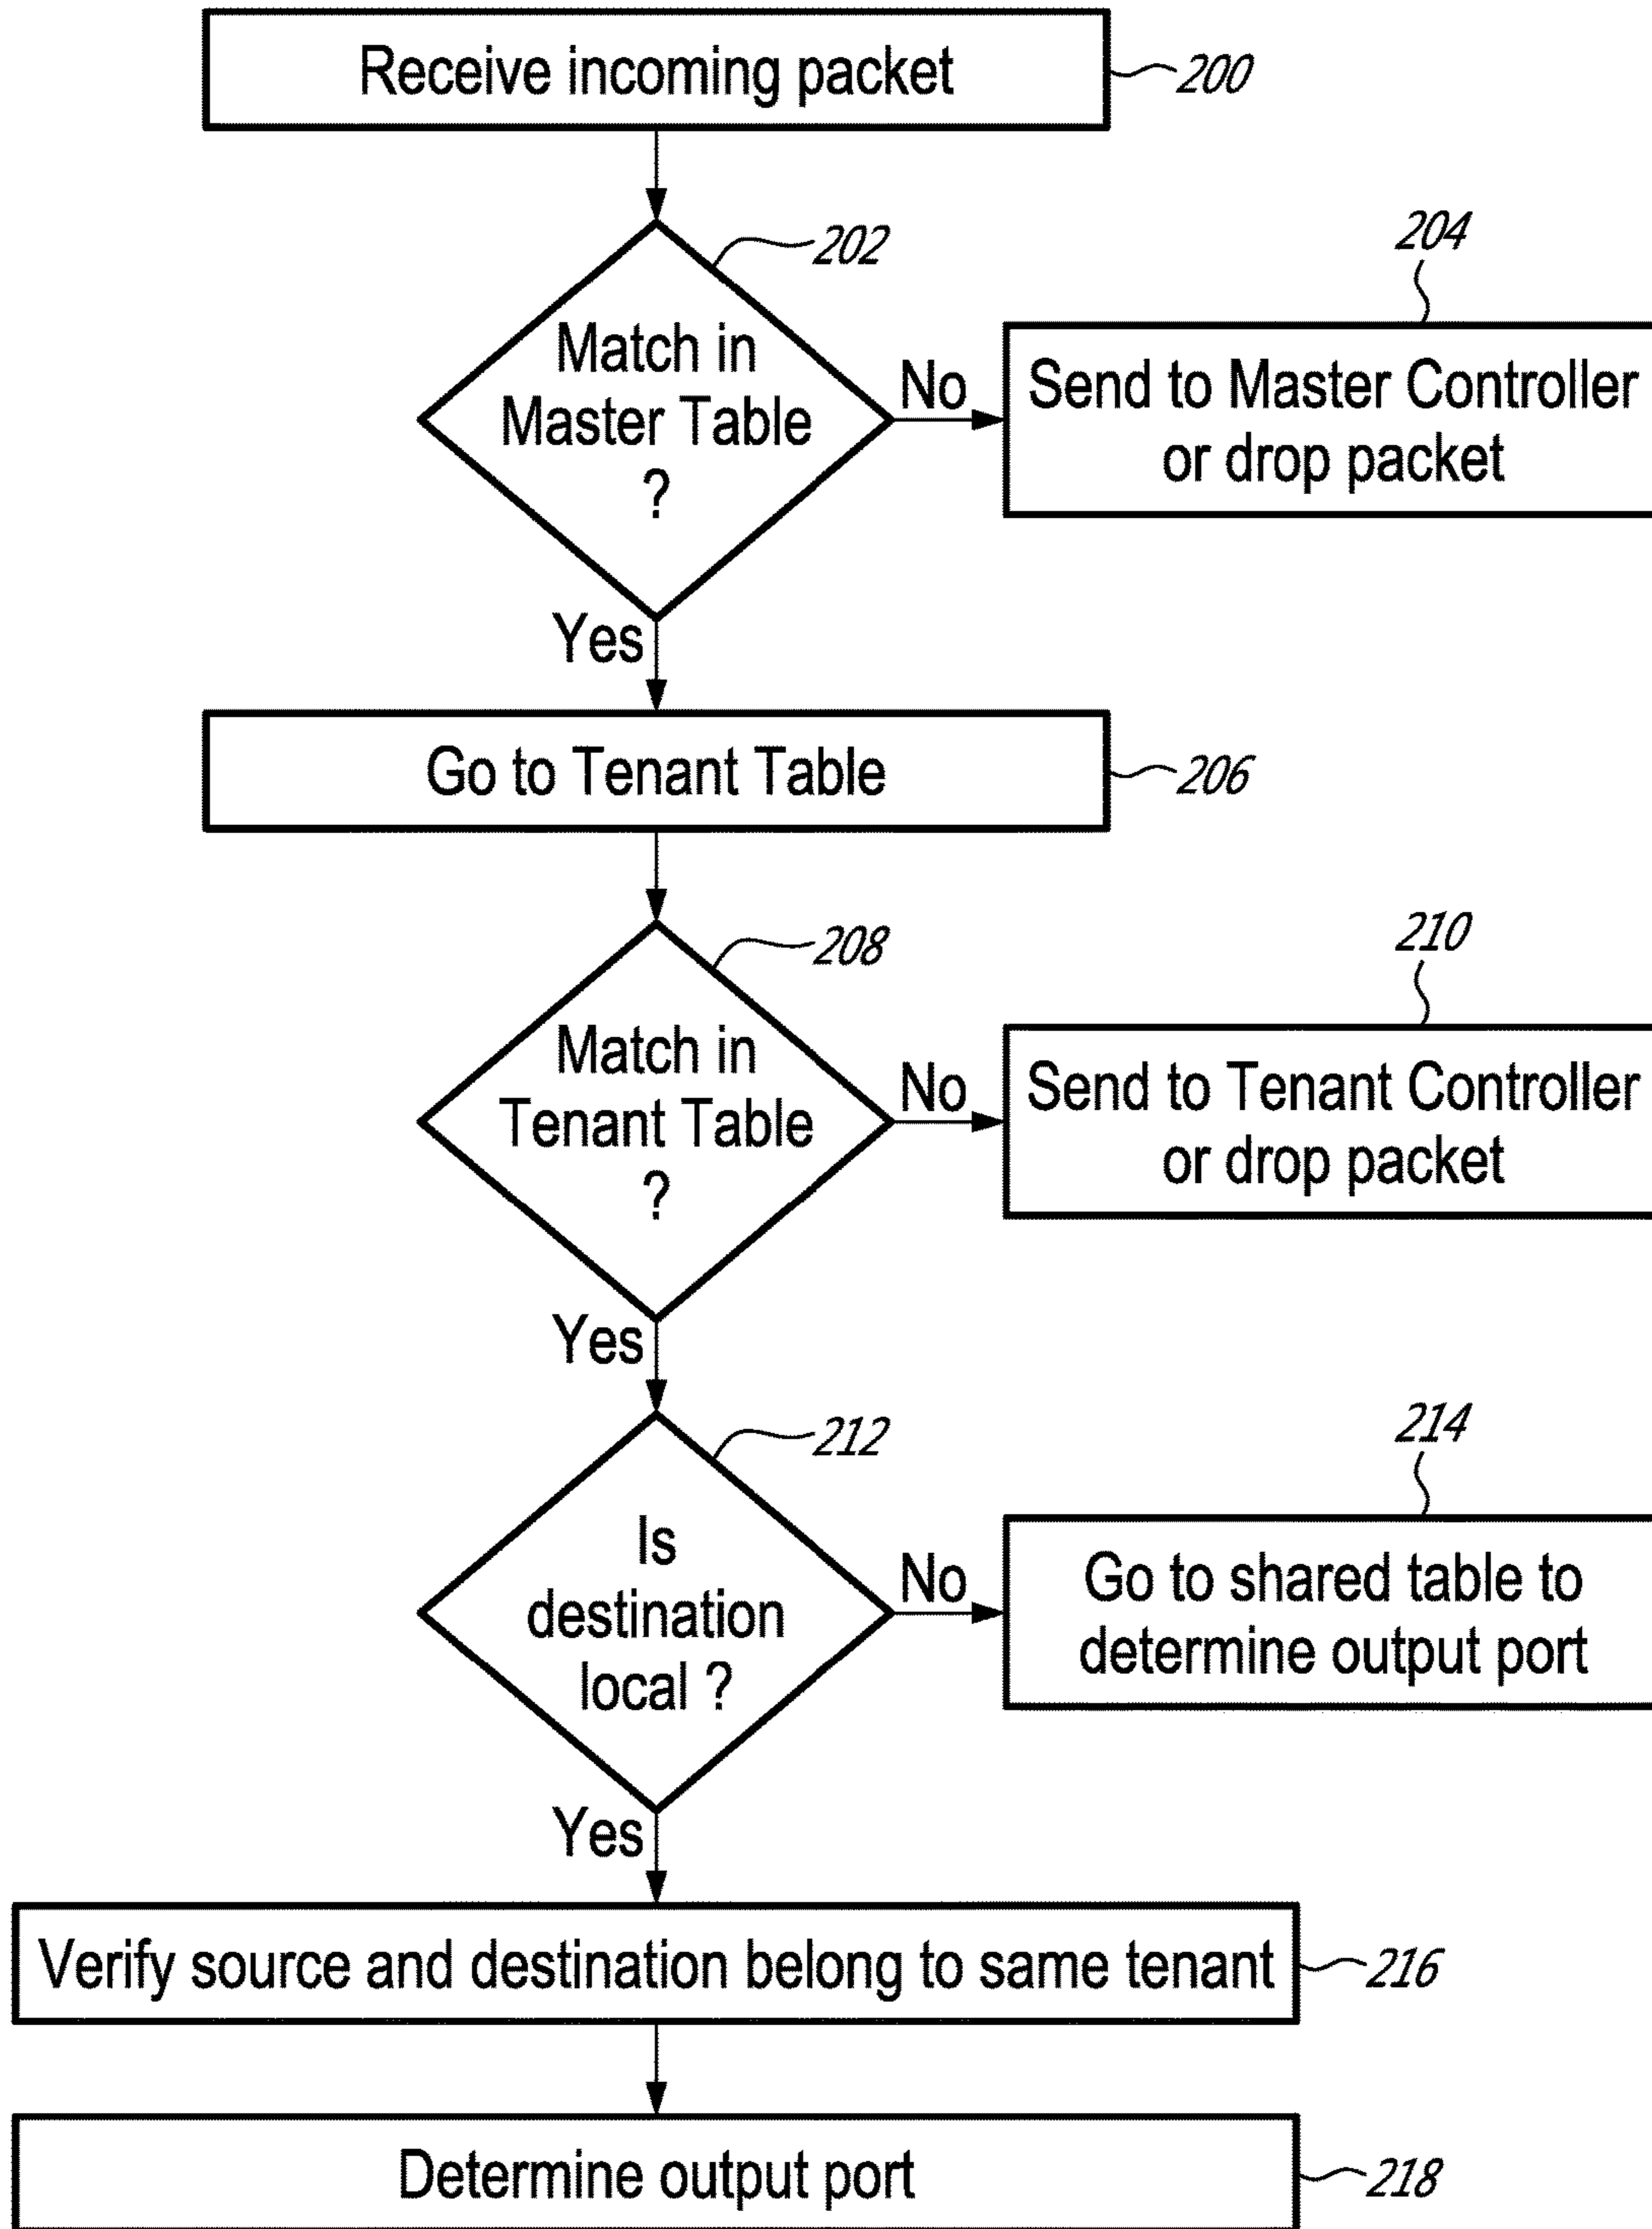 Receive incoming packet
200
202
204
Match in
Master Table
?
No
Send to Master Controller
or drop packet
Yes
Go to Tenant Table
206
208
210
Match in
Tenant Table
?
No
Send to Tenant Controller
or drop packet
Yes
212
214
Is
destination
local ?
No
Go to shared table to
determine output port
Yes
Verify source and destination belong to same tenant
216
Determine output port
218